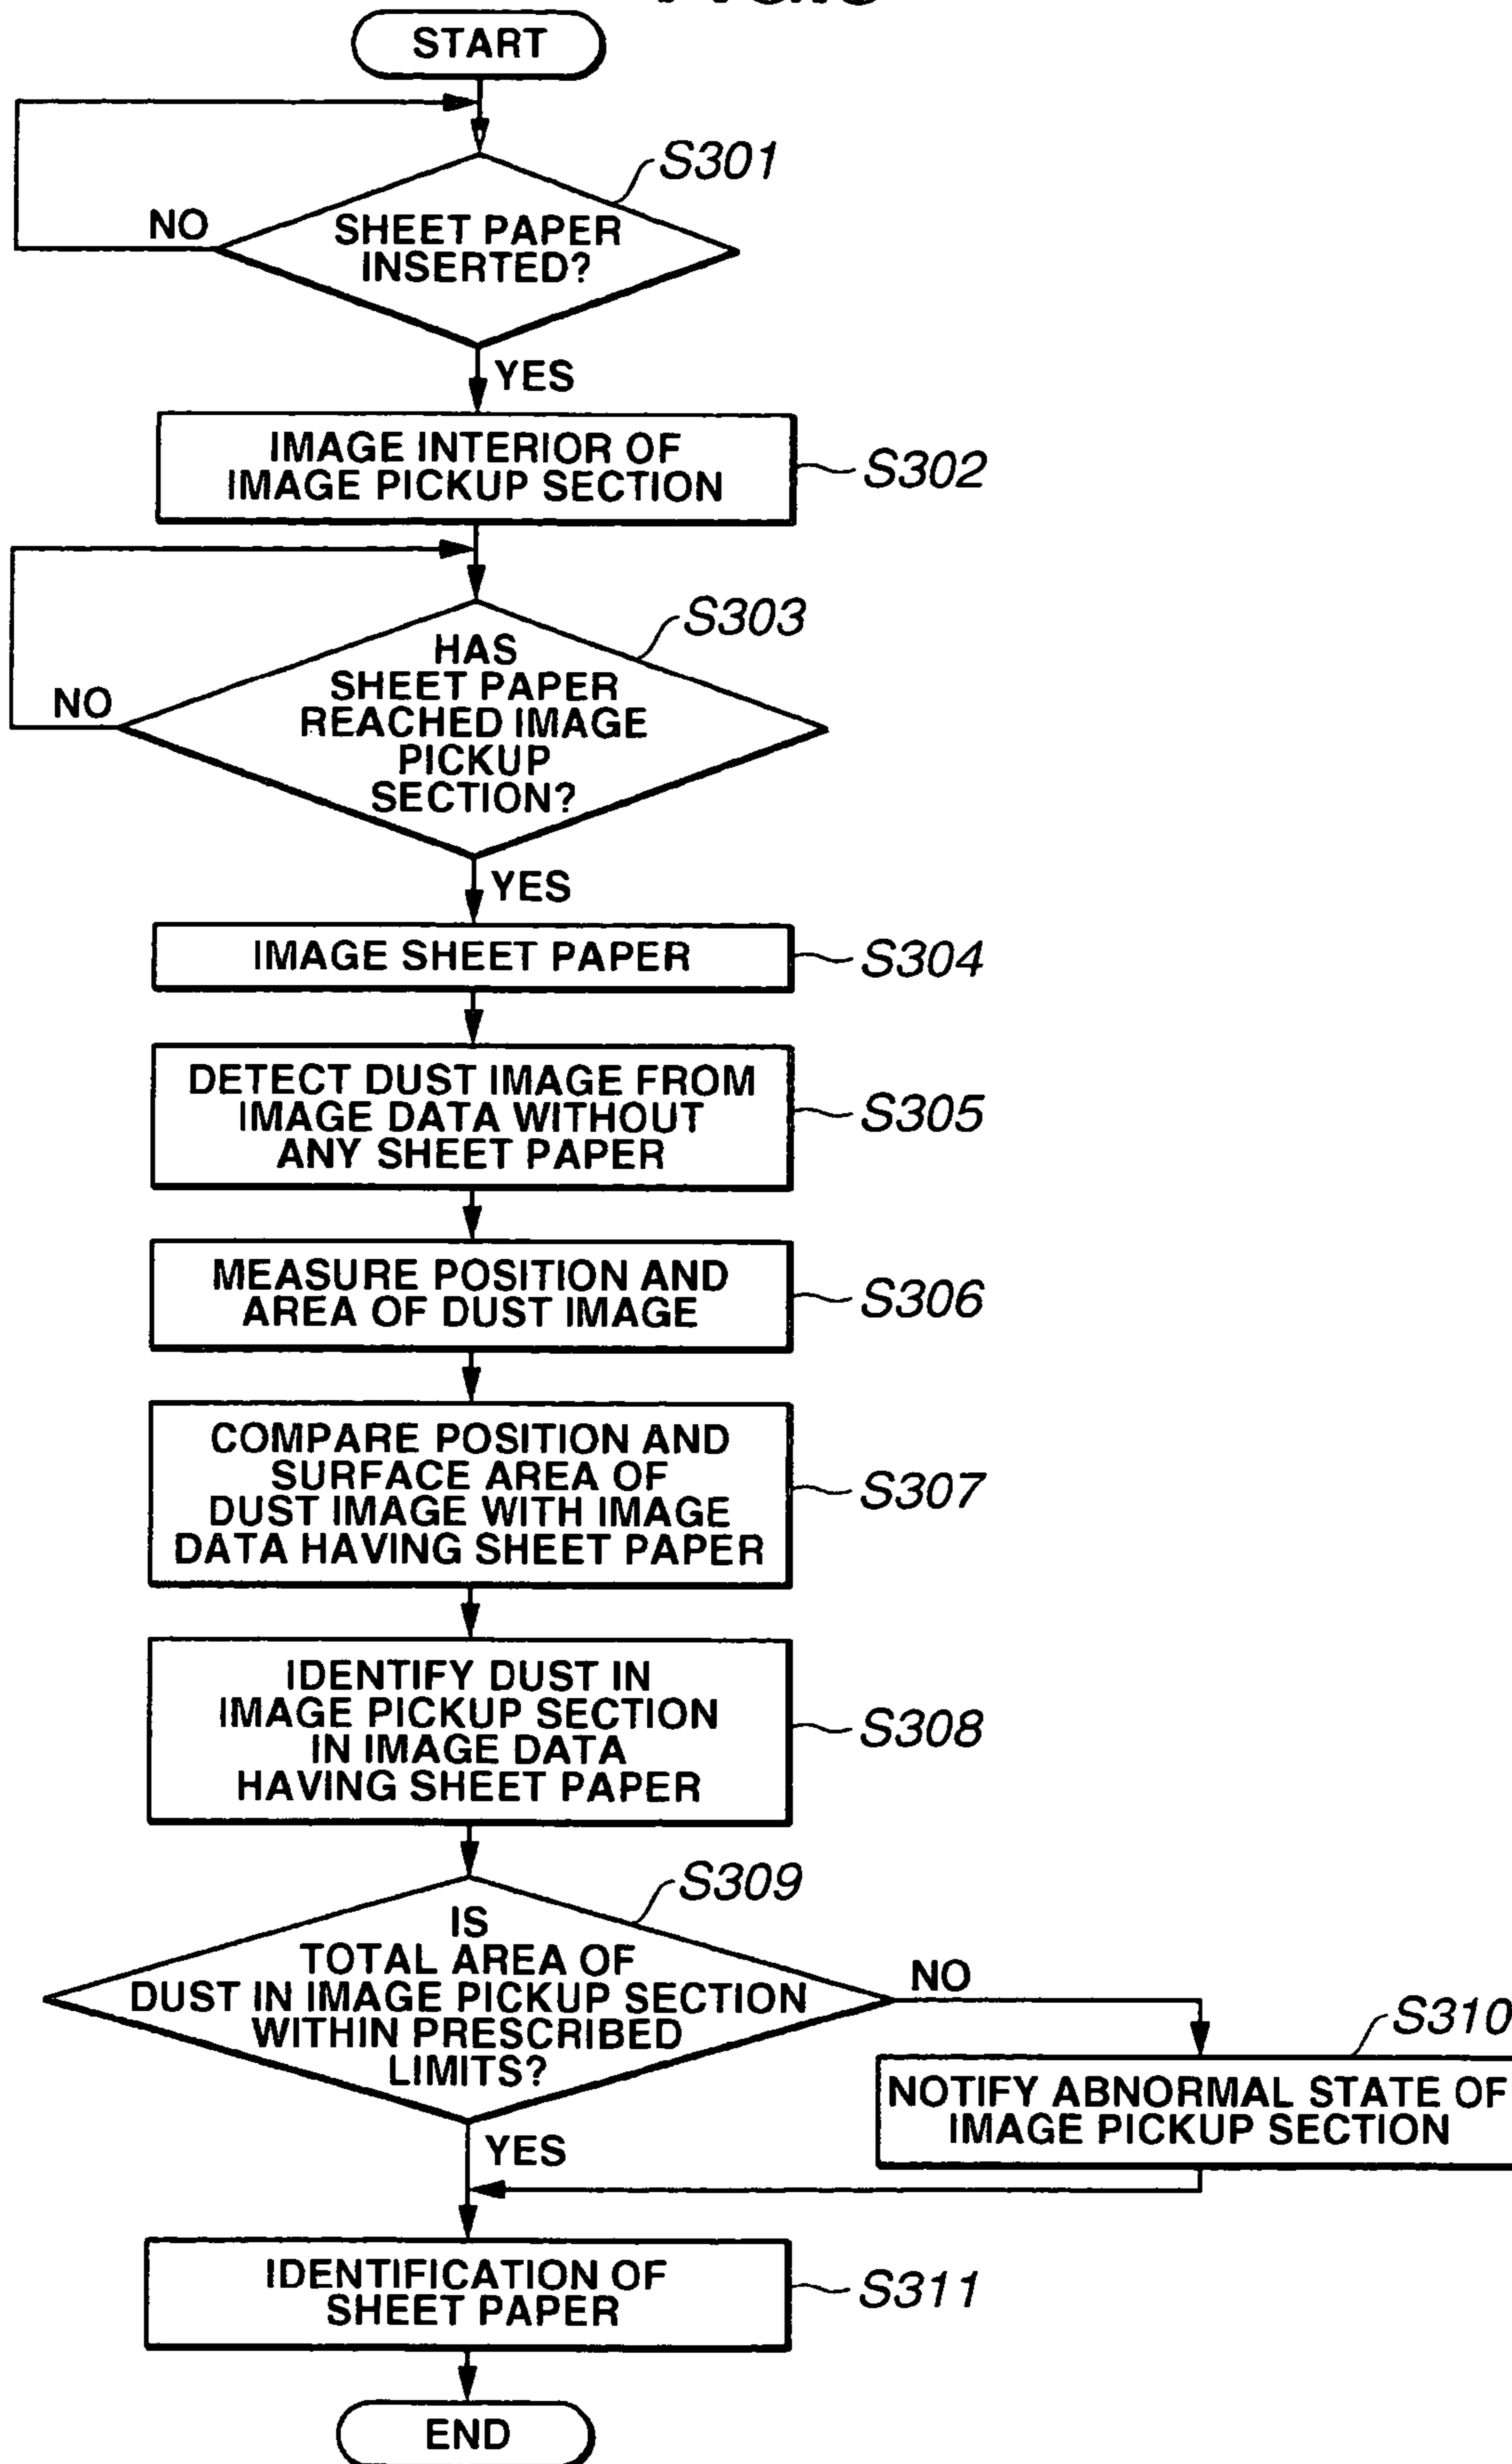 START
S301
NO
SHEET PAPER
INSERTED?
YES
IMAGE INTERIOR OF
IMAGE PICKUP SECTION
S302
S303
HAS
SHEET PAPER
REACHED IMAGE
PICKUP
SECTION?
NO
YES
IMAGE SHEET PAPER
S304
DETECT DUST IMAGE FROM
IMAGE DATA WITHOUT
ANY SHEET PAPER
S305
MEASURE POSITION AND
AREA OF DUST IMAGE
S306
COMPARE POSITION AND
SURFACE AREA OF
DUST IMAGE WITH IMAGE
DATA HAVING SHEET PAPER
S307
IDENTIFY DUST IN
IMAGE PICKUP SECTION
IN IMAGE DATA
HAVING SHEET PAPER
S308
S309
IS
TOTAL AREA OF
DUST IN IMAGE PICKUP SECTION
WITHIN PRESCRIBED
LIMITS?
NO
S310
NOTIFY ABNORMAL STATE OF
IMAGE PICKUP SECTION
YES
IDENTIFICATION OF
SHEET PAPER
S311
END